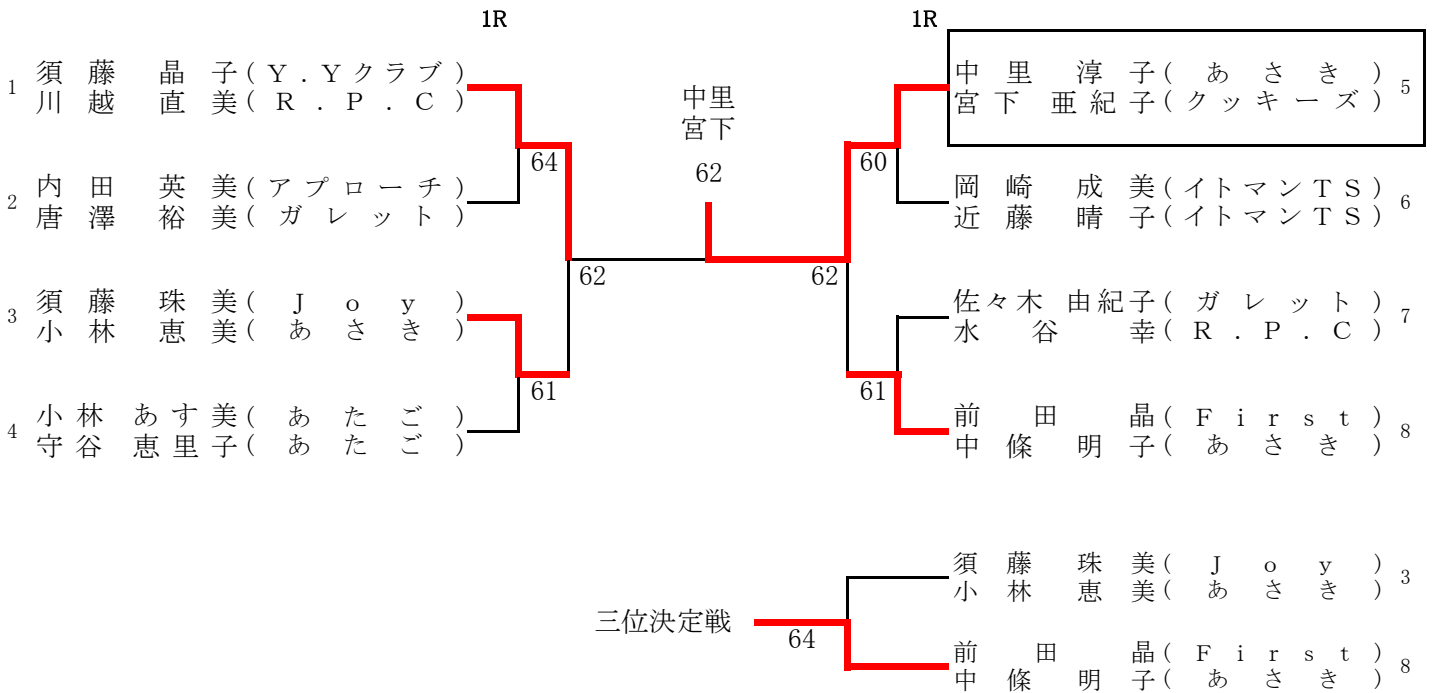 1R
1R
1 須藤 晶子(Y.Yクラブ)
川越 直美(R.P.C)
64
2 内田 英美(アプローチ)
唐澤 裕美(ガレット)
62
3 須藤 珠美(Joy)
小林 恵美(あさき)
61
4 小林 あす美(あたご)
守谷 恵里子(あたご)
中里
宮下
62
中里 淳子(あさき) 5
宮下 亜紀子(クッキーズ)
60
岡崎 成美(イトマンTS) 6
近藤 晴子(イトマンTS)
62
佐々木 由紀子(ガレット) 7
水谷 幸(R.P.C)
61
前田 晶(First) 8
中條 明子(あさき)
三位決定戦
64
須藤 珠美(Joy) 3
小林 恵美(あさき)
前田 晶(First) 8
中條 明子(あさき)